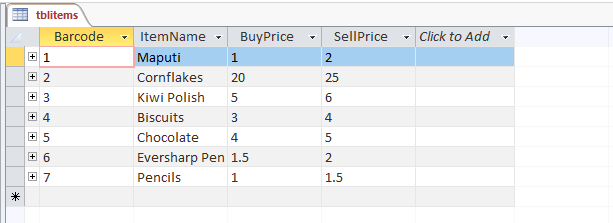 tblitems
Barcode ItemName BuyPrice SellPrice Click to Add
1 Maputi 1 2
2 Cornflakes 20 25
3 Kiwi Polish 5 6
4 Biscuits 3 4
5 Chocolate 4 5
6 Eversharp Pen 1.5 2
7 Pencils 1 1.5